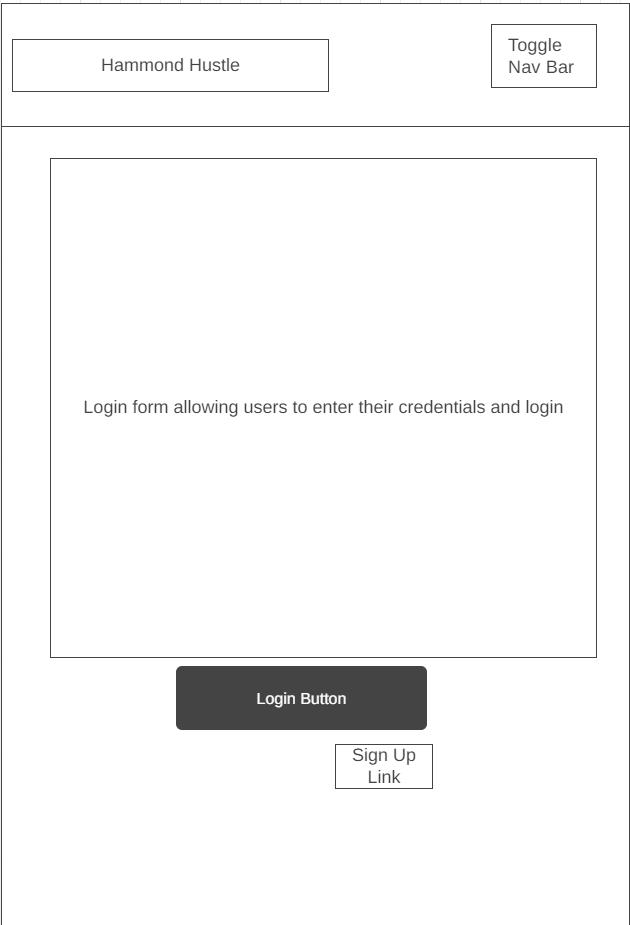 Hammond Hustle
Toggle
Nav Bar
Login form allowing users to enter their credentials and login
Login Button
Sign Up
Link